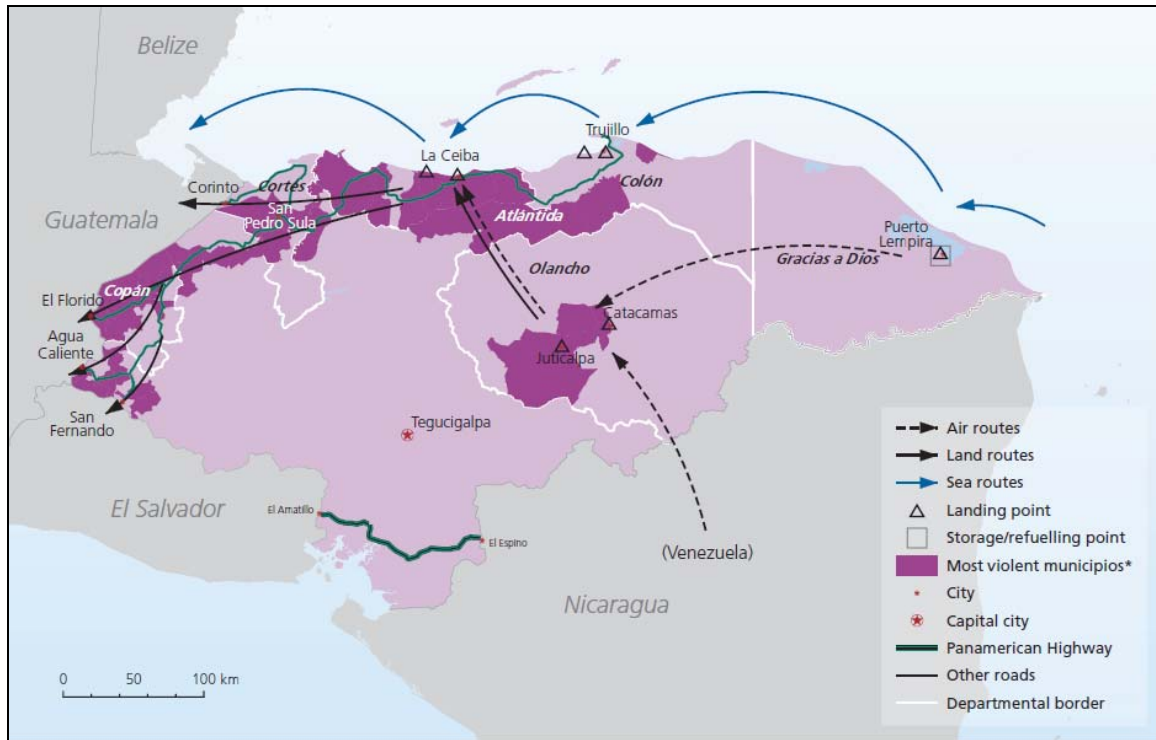 Belize
Trujillo
La Ceiba
Corinto
Cortés
Colón
Guatemala
San
Pedro Sula
Atlántida
Puerto
Lempira
Olancho
Gracias a Dios
Copán
El Florido
Catacamas
Agua
Caliente
Juticalpa
San
Fernando
Tegucigalpa
El Salvador
El Amatillo
El Espino
(Venezuela)
Nicaragua
Air routes
Land routes
Sea routes
Landing point
Storage/refuelling point
Most violent municipios*
City
Capital city
Panamerican Highway
Other roads
Departmental border
0 50 100 km